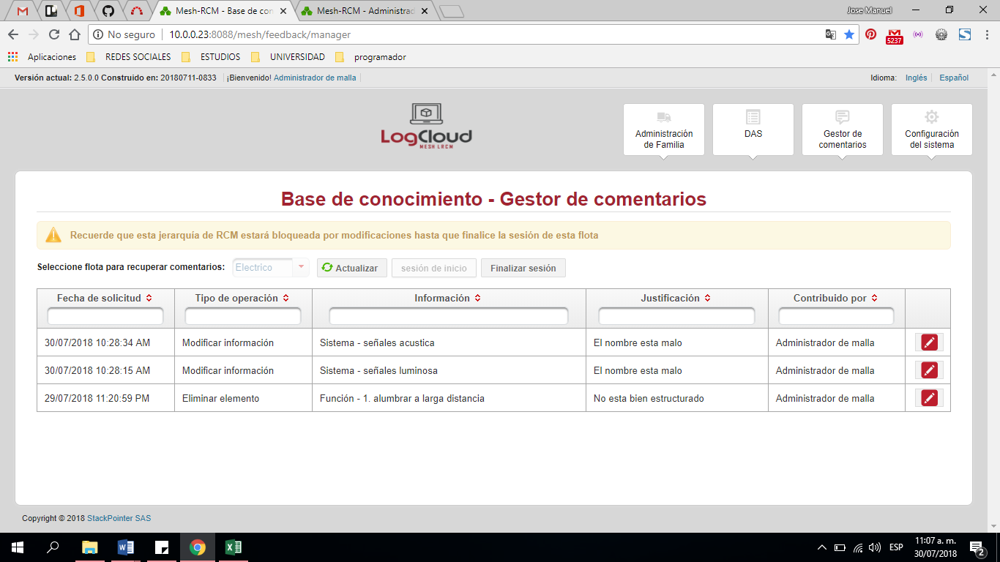 Mesh-RCM - Base de con
Mesh-RCM - Administrad
Jose Manuel
No seguro
10.0.0.23:8088/mesh/feedback/manager
5237
Aplicaciones
REDES SOCIALES
ESTUDIOS
UNIVERSIDAD
programador
Versión actual: 2.5.0.0 Construido en: 20180711-0833
¡Bienvenido! Administrador de malla
Idioma: Inglés Español
LogCloud
MESH LRCM
Administración
de Familia
DAS
Gestor de
comentarios
Configuración
del sistema
Base de conocimiento - Gestor de comentarios
Recuerde que esta jerarquía de RCM estará bloqueada por modificaciones hasta que finalice la sesión de esta flota
Seleccione flota para recuperar comentarios: Electrico Actualizar sesión de inicio Finalizar sesión
Fecha de solicitud Tipo de operación Información Justificación Contribuido por
30/07/2018 10:28:34 AM Modificar información Sistema - señales acustica El nombre esta malo Administrador de malla
30/07/2018 10:28:15 AM Modificar información Sistema - señales luminosa El nombre esta malo Administrador de malla
29/07/2018 11:20:59 PM Eliminar elemento Función - 1. alumbrar a larga distancia No esta bien estructurado Administrador de malla
Copyright © 2018 StackPointer SAS
ESP
11:07 a. m.
30/07/2018
2